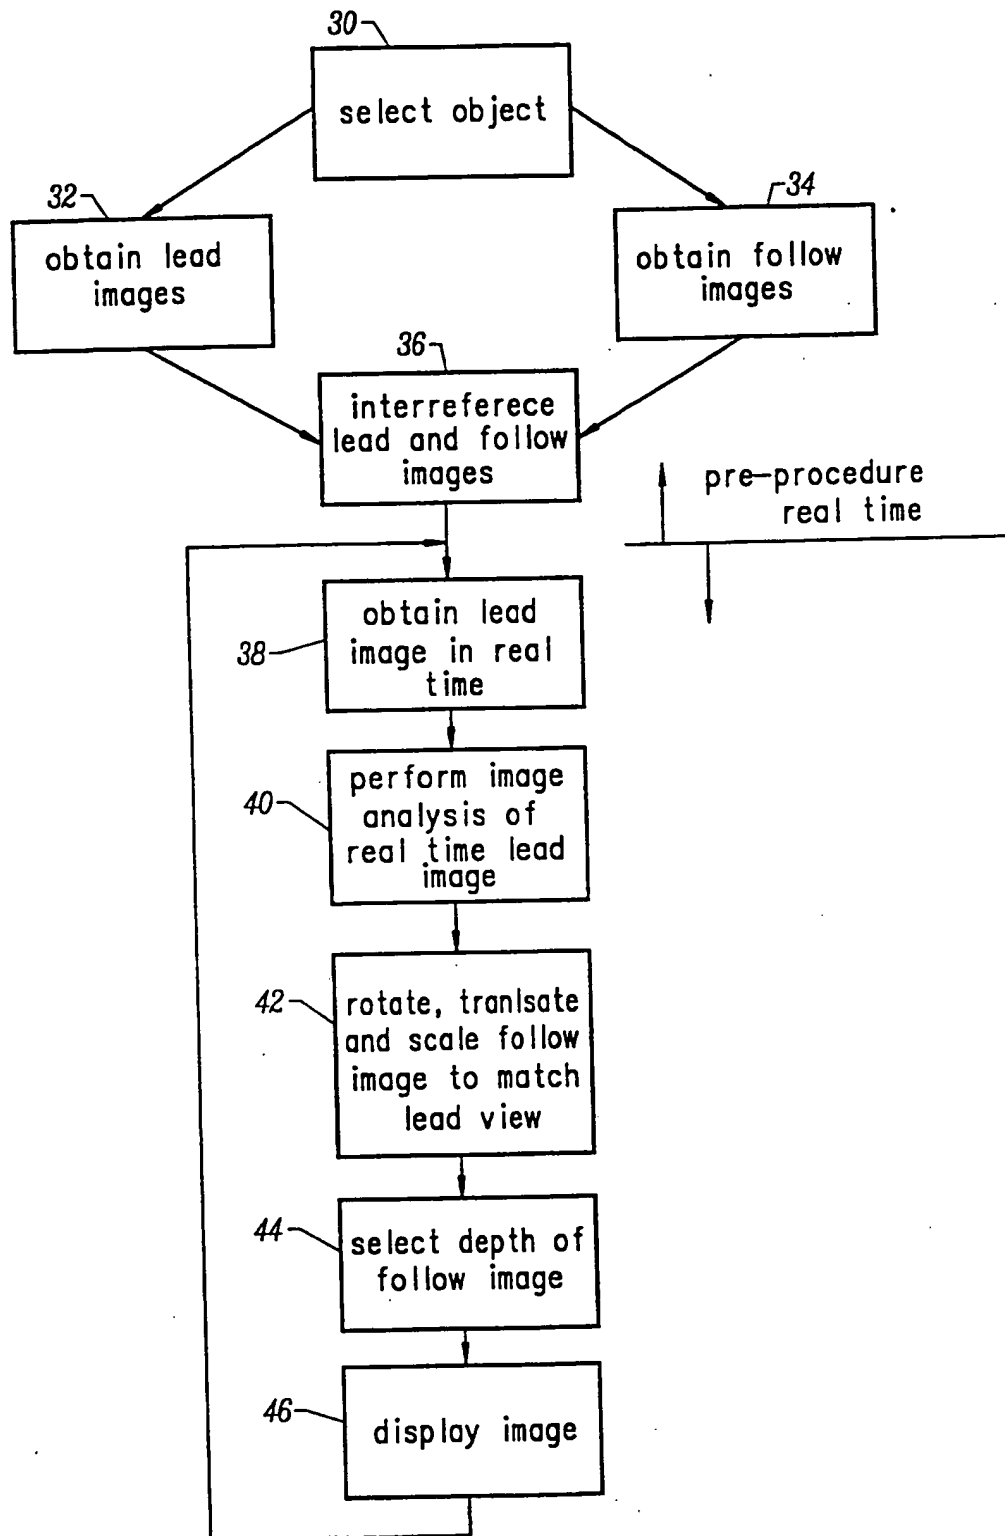 30
select object
32
obtain lead
images
34
obtain follow
images
36
interreferece
lead and follow
images
pre-procedure
real time
38
obtain lead
image in real
time
40
perform image
analysis of
real time lead
image
42
rotate, tranlsate
and scale follow
image to match
lead view
44
select depth of
follow image
46
display image